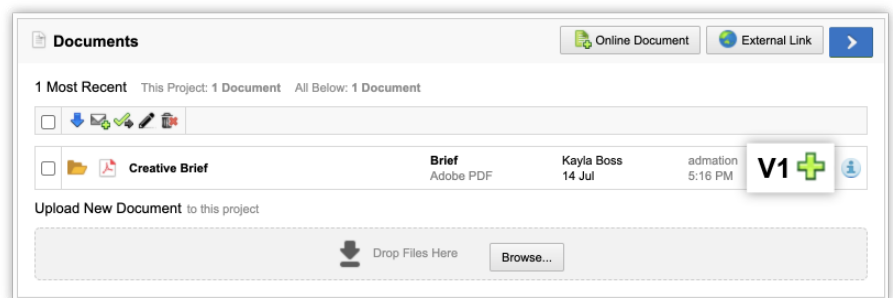 Documents
Online Document
External Link
1 Most Recent This Project: 1 Document All Below: 1 Document
Creative Brief
Brief
Adobe PDF
Kayla Boss
14 Jul
admation
5:16 PM
V1
Upload New Document to this project
Drop Files Here
Browse...